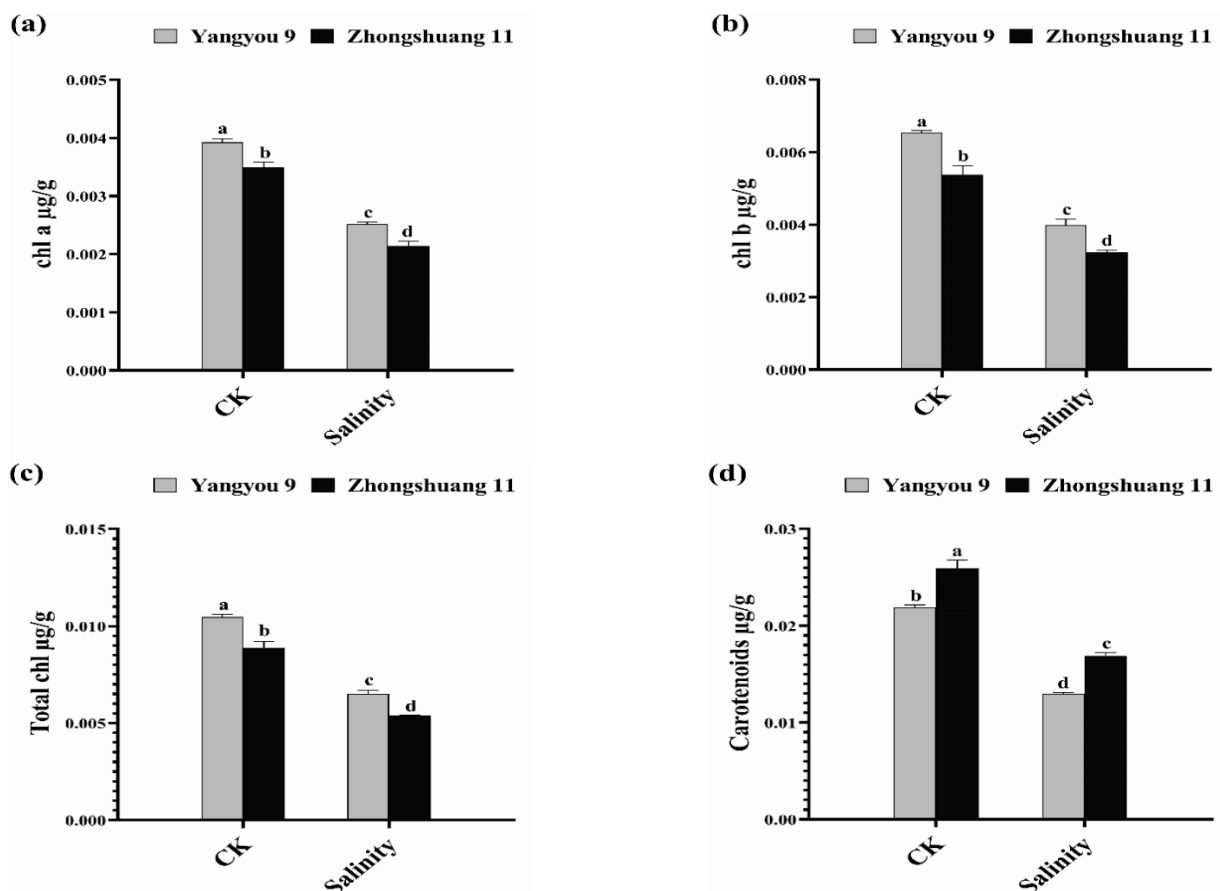 (a)
Yangyou 9 Zhongshuang 11
0.005
0.004
0.003
0.002
0.001
0.000
chl a µg/g
a
b
c
d
CK
Salinity
(b)
Yangyou 9 Zhongshuang 11
0.008
0.006
0.004
0.002
0.000
chl b µg/g
a
b
c
d
CK
Salinity
(c)
Yangyou 9 Zhongshuang 11
0.015
0.010
0.005
0.000
Total chl µg/g
a
b
c
d
CK
Salinity
(d)
Yangyou 9 Zhongshuang 11
0.03
0.02
0.01
0.00
Carotenoids µg/g
b
a
d
c
CK
Salinity